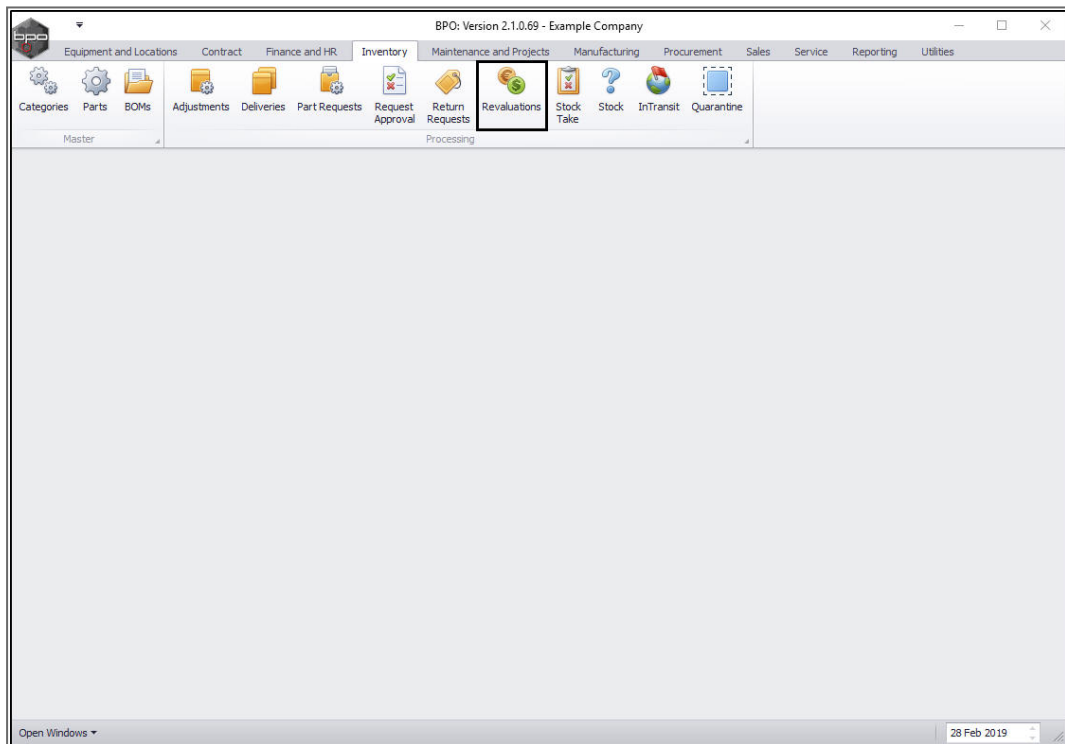 bpo
BPO: Version 2.1.0.69 - Example Company
Equipment and Locations Contract Finance and HR Inventory Maintenance and Projects Manufacturing Procurement Sales Service Reporting Utilities
Categories Parts BOMs Adjustments Deliveries Part Requests Request Approval Return Requests Revaluations Stock Take Stock InTransit Quarantine
Master Processing
Open Windows 28 Feb 2019